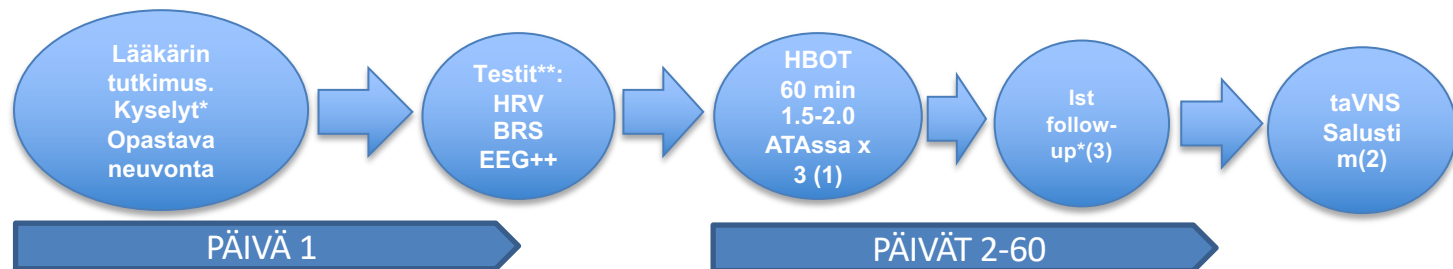 Lääkärin
tutkimus.
Kyselyt*
Opastava
neuvonta
Testit**:
HRV
BRS
EEG++
HBOT
60 min
1.5-2.0
ATAssa x
3 (1)
Ist
follow-
up*(3)
taVNS
Salusti
m(2)
PÄIVÄ 1
PÄIVÄT 2-60